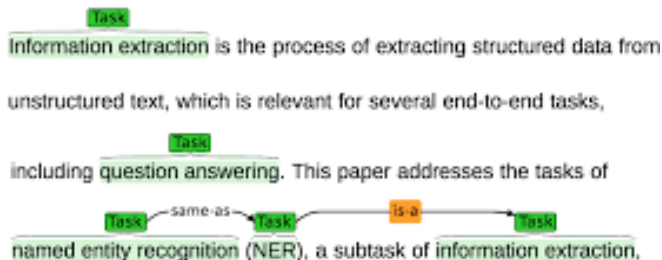 Task
Information extraction is the process of extracting structured data from
unstructured text, which is relevant for several end-to-end tasks,
Task
including question answering. This paper addresses the tasks of
Task same-as Task is-a Task
named entity recognition (NER), a subtask of information extraction,